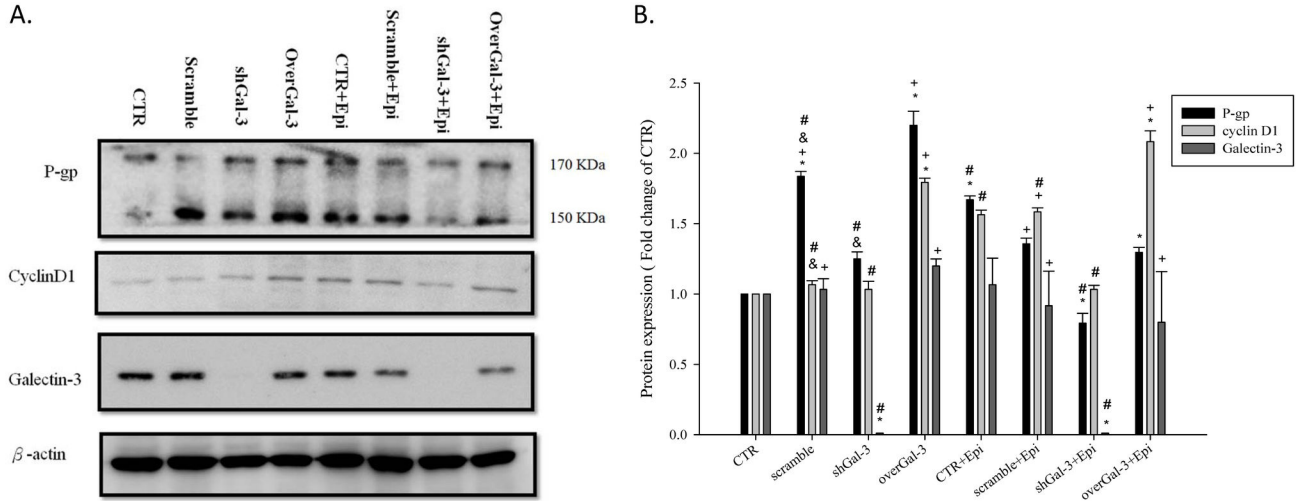 A.
CTR
Scramble
shGal-3
OverGal-3
CTR+Epi
Scramble+Epi
shGal-3+Epi
OverGal-3+Epi
P-gp
170 KDa
150 KDa
CyclinD1
Galectin-3
β-actin
B.
Protein expression ( Fold change of CTR)
2.5
2.0
1.5
1.0
0.5
0.0
P-gp
cyclin D1
Galectin-3
#
&
+
*
#
&
+
#
&
#
#
*
+
*
+
*
+
#
*
#
+
#
+
+
#
*
#
*
*
+
*
+
CTR
scramble
shGal-3
overGal-3
CTR+Epi
scramble+Epi
shGal-3+Epi
overGal-3+Epi